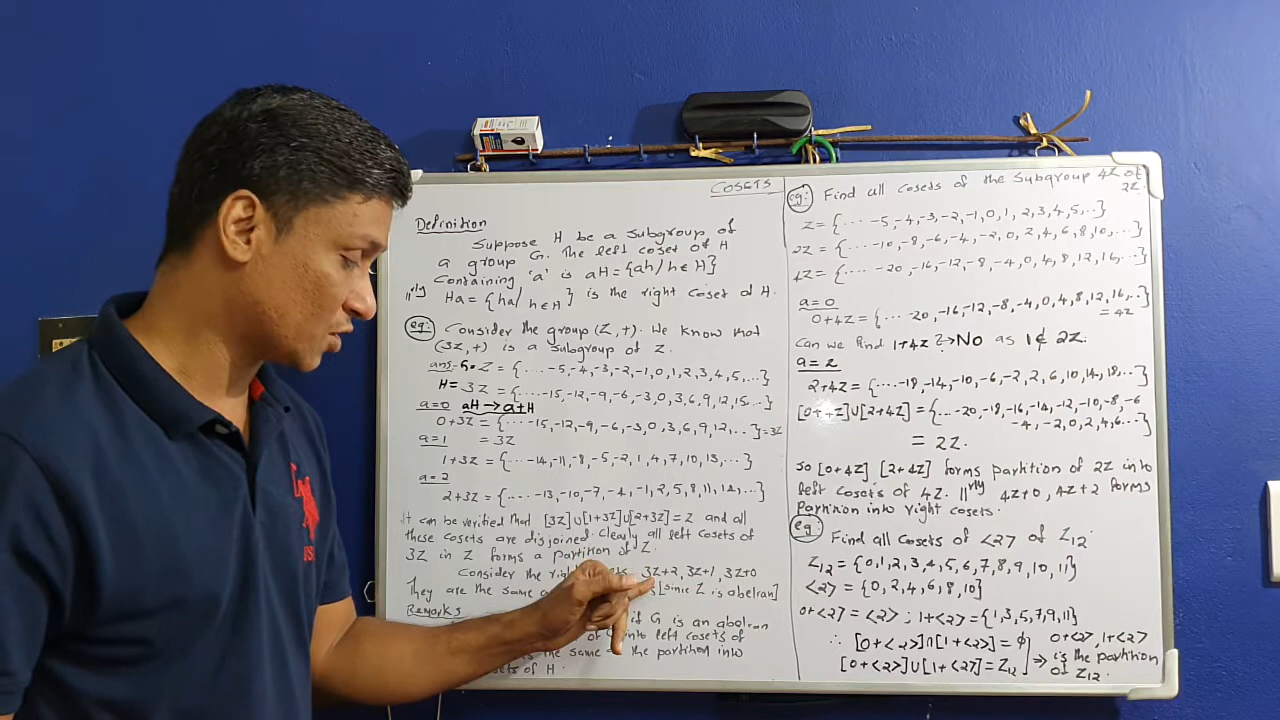 COSETS
Definition
Suppose H be a subgroup of
a group G. The left coset of H
Containing 'a' is aH = {ah/h∈H}
|||rly Ha = {ha/h∈H} is the right coset of H.
eg: Consider the group (Z,+). We know that
(3Z,+) is a subgroup of Z.
ans- Z = {.... -5,-4,-3,-2,-1,0,1,2,3,4,5,...}
H= 3Z = {....-15,-12,-9,-6,-3,0,3,6,9,12,15...}
a=0 aH → a+H
0+3Z = {....-15,-12,-9,-6,-3,0,3,6,9,12,...} =3Z
a=1 = 3Z
1+3Z = {....-14,-11,-8,-5,-2,1,4,7,10,13,...}
a=2
2+3Z = {.....-13,-10,-7,-4,-1,2,5,8,11,14,...}
It can be verified that [3Z]∪[1+3Z]∪[2+3Z] = Z and all
these cosets are disjoined. Clearly all left cosets of
3Z in Z forms a partition of Z.
Consider the right 3Z+2, 3Z+1, 3Z+0
They are the same [since Z is abelian]
Remarks if G is an abelian
of G into left cosets of
is the same the partition into
of H.
eg: Find all cosets of the subgroup 4Z of
2Z.
Z = {.... -5,-4,-3,-2,-1,0,1,2,3,4,5,..}
2Z = {.... -10,-8,-6,-4,-2,0,2,4,6,8,10,...}
4Z = {.... -20,-16,-12,-8,-4,0,4,8,12,16,...}
a=0
0+4Z = {... -20,-16,-12,-8,-4,0,4,8,12,16,..}
= 4Z
Can we find 1+4Z ? → No as 1∉ 2Z.
a=2
2+4Z = {....-18,-14,-10,-6,-2,2,6,10,14,18,...}
[0+4Z]∪[2+4Z] = {...-20,-18,-16,-14,-12,-10,-8,-6
-4,-2,0,2,4,6...}
= 2Z.
so [0+4Z] [2+4Z] forms partition of 2Z into
left cosets of 4Z. |||rly 4Z+0, 4Z+2 forms
Partition into right cosets.
eg: Find all cosets of <2> of Z12.
Z12 = {0,1,2,3,4,5,6,7,8,9,10,11}
<2> = {0,2,4,6,8,10}
0+<2> = <2> ; 1+<2> = {1,3,5,7,9,11}
∴ [0+<2>]∩[1+<2>] = ϕ
[0+<2>]∪[1+<2>] = Z12
⇒ 0+<2>, 1+<2>
is the partition
of Z12.